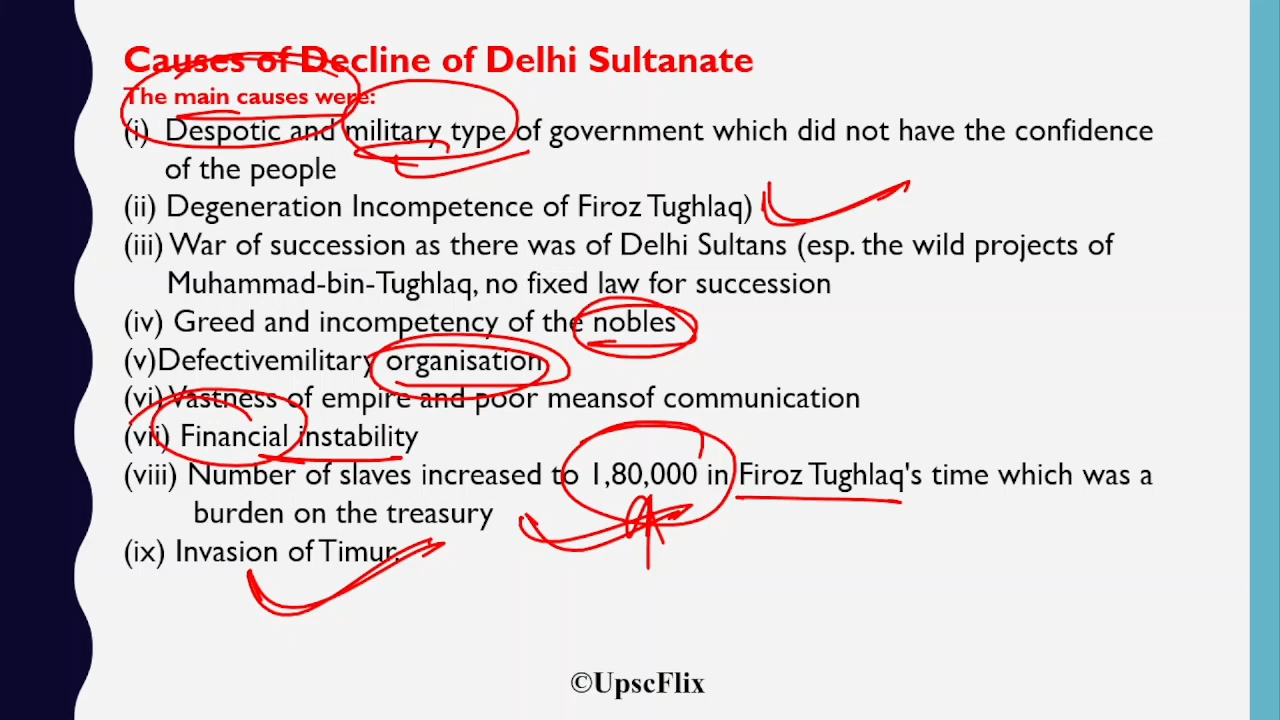 Causes of Decline of Delhi Sultanate
The main causes were:
(i) Despotic and military type of government which did not have the confidence
of the people
(ii) Degeneration Incompetence of Firoz Tughlaq)
(iii) War of succession as there was of Delhi Sultans (esp. the wild projects of
Muhammad-bin-Tughlaq, no fixed law for succession
(iv) Greed and incompetency of the nobles
(v)Defectivemilitary organisation
(vi) Vastness of empire and poor meansof communication
(vii) Financial instability
(viii) Number of slaves increased to 1,80,000 in Firoz Tughlaq's time which was a
burden on the treasury
(ix) Invasion of Timur.
©UpscFlix